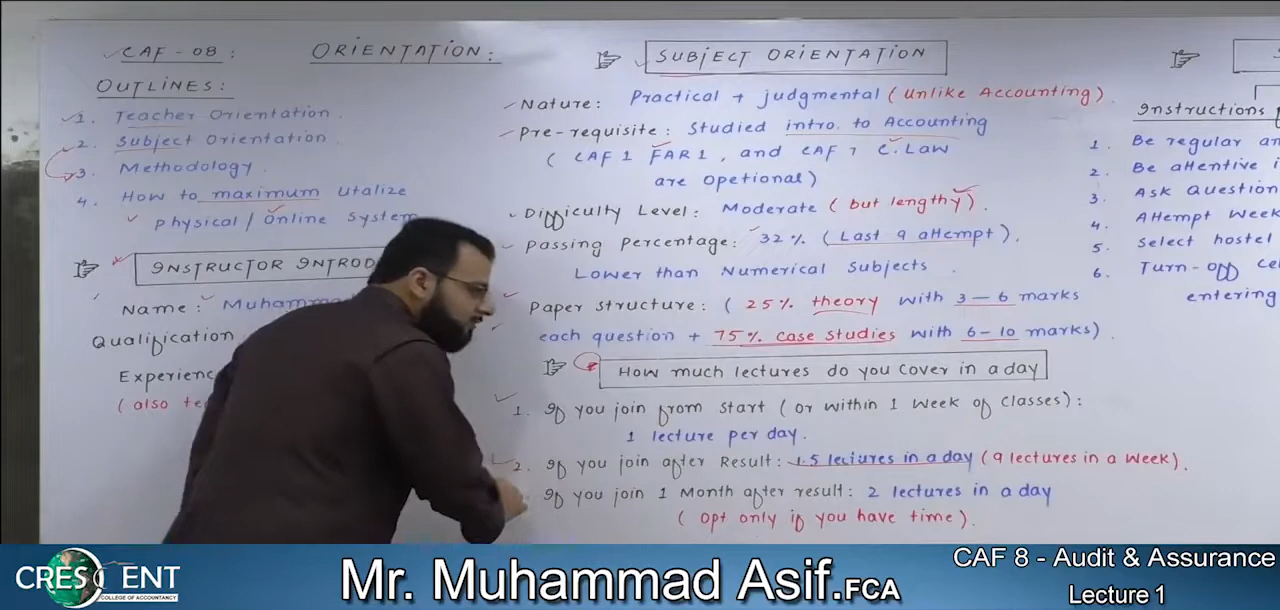 CAF - 08 :
ORIENTATION :
OUTLINES :
1. Teacher Orientation.
2. Subject Orientation.
3. Methodology.
4. How to maximum utalize
physical / Online System
INSTRUCTOR INTROD
Name : Muhamma
Qualification
Experienc
(also te
SUBJECT ORIENTATION
Nature : Practical + judgmental (unlike Accounting).
Pre-requisite : Studied intro. to Accounting
( CAF 1 FAR 1 , and CAF 7 C. Law
are opetional)
Difficulty Level : Moderate ( but lengthy ).
Passing Percentage : 32 % ( Last 9 attempt ).
Lower than Numerical Subjects .
Paper structure : ( 25 % theory with 3 – 6 marks
each question + 75 % case studies with 6 – 10 marks) .
How much lectures do you cover in a day
1. If you join from start ( or within 1 week of classes) :
1 lecture per day.
2. If you join after Result : 1.5 lectures in a day (9 lectures in a week).
If you join 1 Month after result : 2 lectures in a day
( opt only if you have time ).
Instructions
1. Be regular an
2. Be attentive i
3. Ask Question
4. Attempt Week
5. Select hostel
6. Turn-off ce
entering
CRESCENT
COLLEGE OF ACCOUNTANCY
Mr. Muhammad Asif.FCA
CAF 8 - Audit & Assurance
Lecture 1